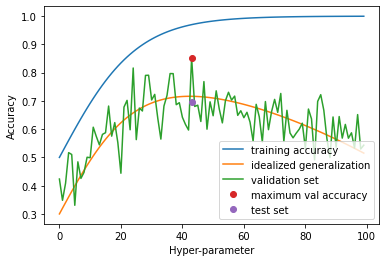 1.0
0.9
0.8
0.7
0.6
0.5
0.4
0.3
Accuracy
training accuracy
idealized generalization
validation set
maximum val accuracy
test set
0 20 40 60 80 100
Hyper-parameter